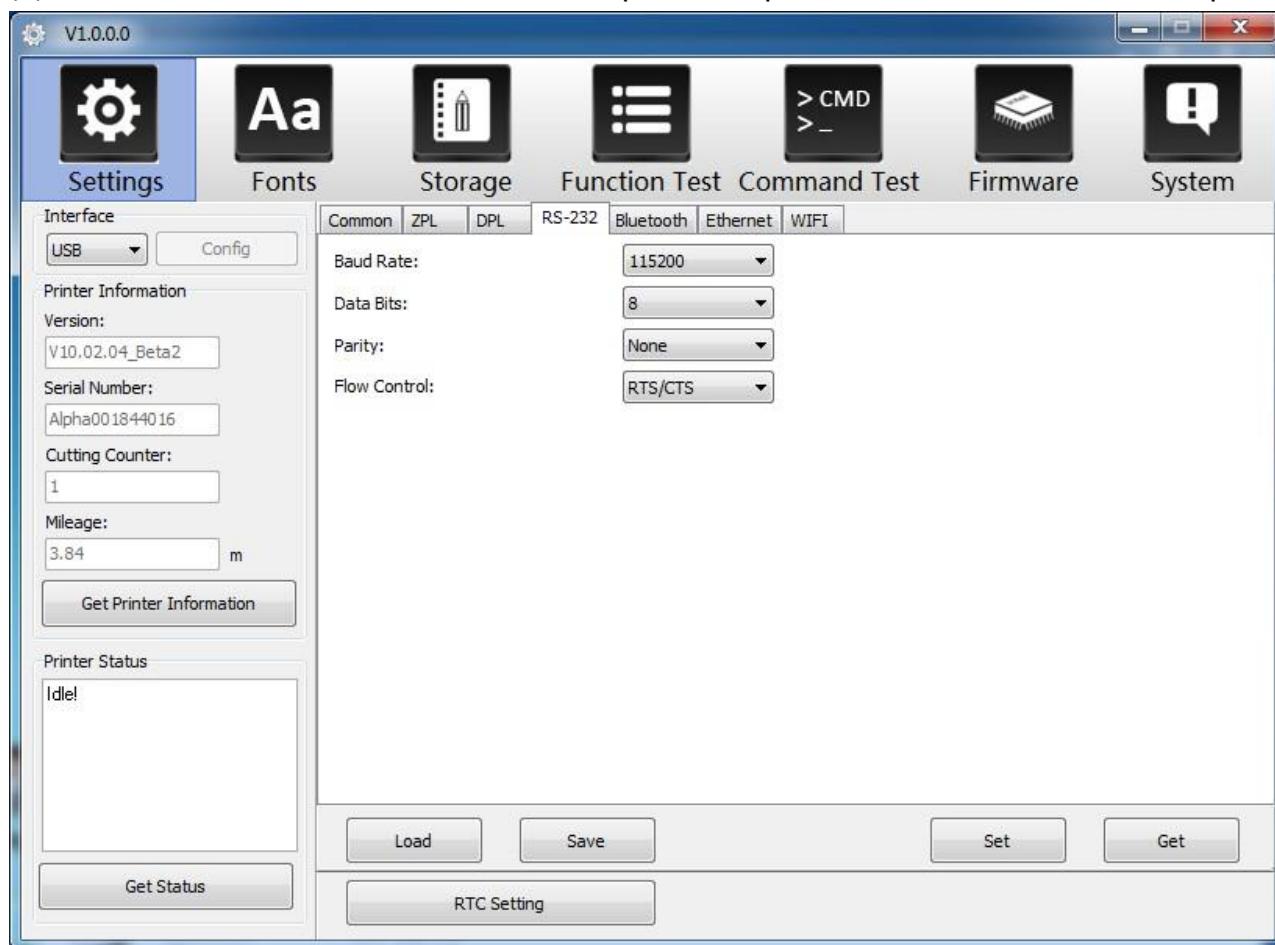 V1.0.0.0
Aa
> CMD
>_
Settings Fonts Storage Function Test Command Test Firmware System
Interface
USB Config
Printer Information
Version:
V10.02.04_Beta2
Serial Number:
Alpha001844016
Cutting Counter:
1
Mileage:
3.84 m
Get Printer Information
Printer Status
Idle!
Get Status
Common ZPL DPL RS-232 Bluetooth Ethernet WIFI
Baud Rate: 115200
Data Bits: 8
Parity: None
Flow Control: RTS/CTS
Load Save Set Get
RTC Setting